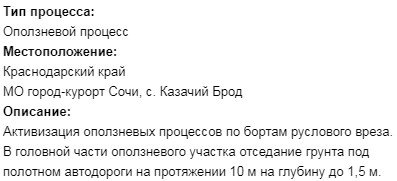 Тип процесса:
Оползневой процесс
Местоположение:
Краснодарский край
МО город-курорт Сочи, с. Казачий Брод
Описание:
Активизация оползневых процессов по бортам руслового вреза.
В головной части оползневого участка отседание грунта под
полотном автодороги на протяжении 10 м на глубину до 1,5 м.